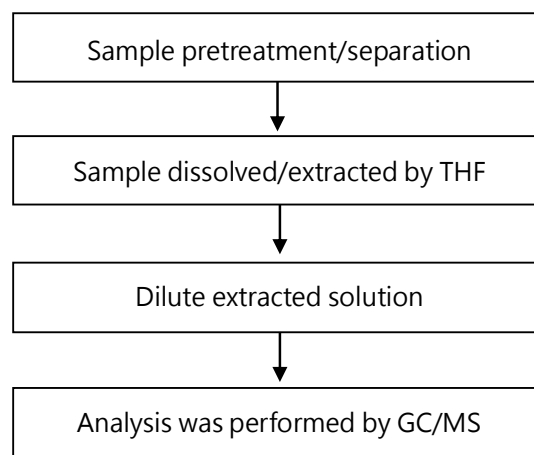 Sample pretreatment/separation
Sample dissolved/extracted by THF
Dilute extracted solution
Analysis was performed by GC/MS